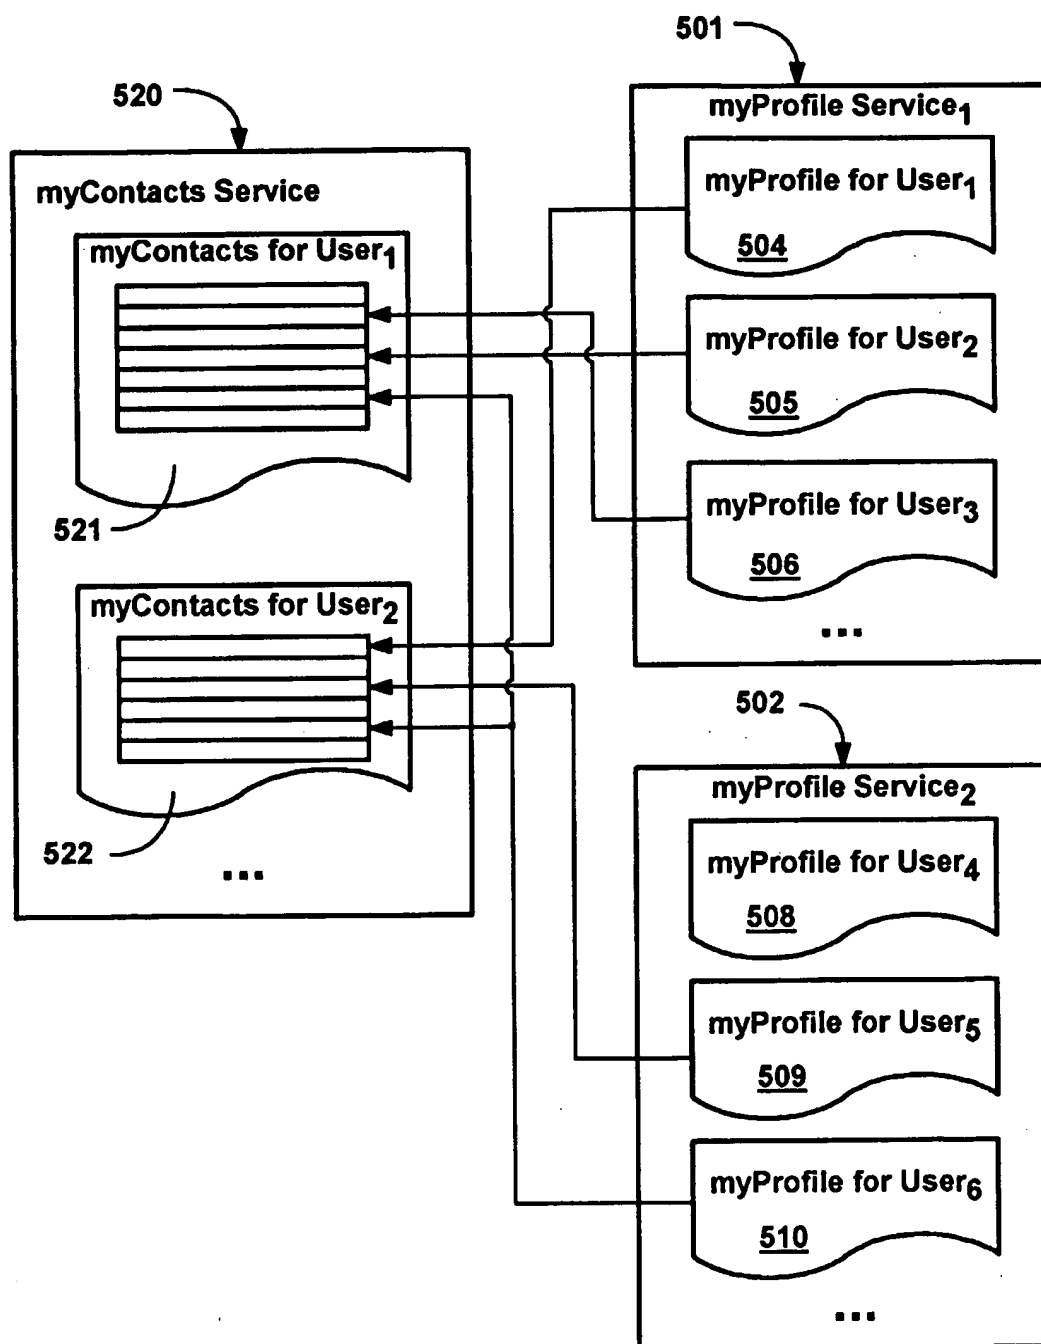 520
myContacts Service
myContacts for User1
521
myContacts for User2
522
...
501
myProfile Service1
myProfile for User1
504
myProfile for User2
505
myProfile for User3
506
...
502
myProfile Service2
myProfile for User4
508
myProfile for User5
509
myProfile for User6
510
...